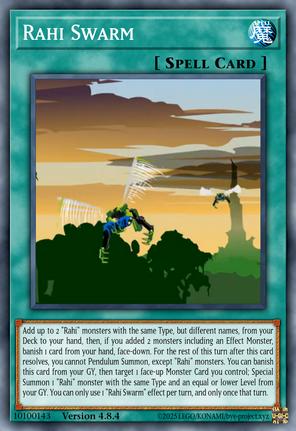 Rahi Swarm
魔
[ Spell Card ]
Add up to 2 "Rahi" monsters with the same Type, but different names, from your
Deck to your hand, then, if you added 2 monsters including an Effect Monster,
banish 1 card from your hand, face-down. For the rest of this turn after this card
resolves, you cannot Pendulum Summon, except "Rahi" monsters. You can banish
this card from your GY, then target 1 face-up Monster Card you control; Special
Summon 1 "Rahi" monster with the same Type and an equal or lower Level from
your GY. You can only use 1 "Rahi Swarm" effect per turn, and only once that turn.
10100143
Version 4.8.4
©2025 LEGO/KONAMI/bye-project.xyz